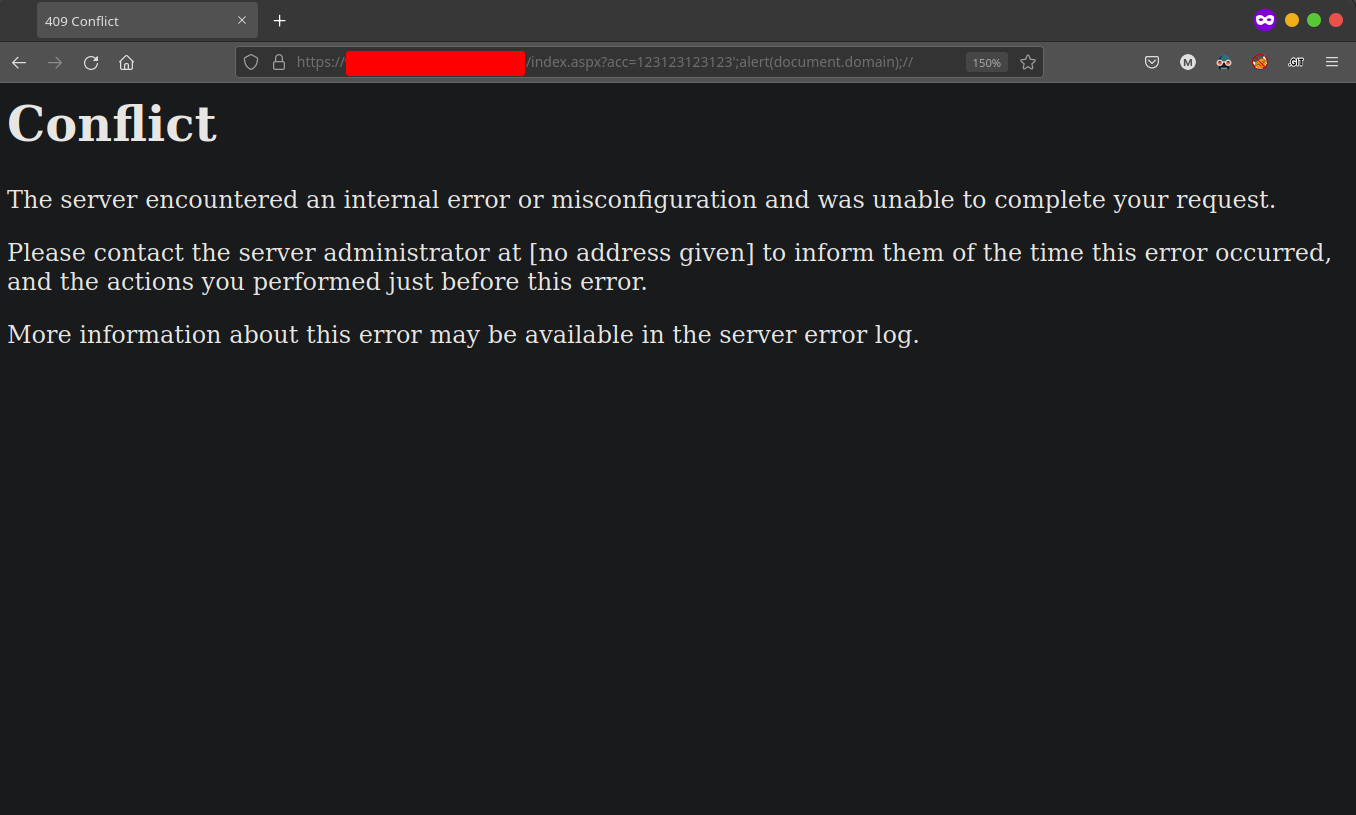 409 Conflict
https:// /index.aspx?acc=123123123123';alert(document.domain);// 150% M .GIT
Conflict
The server encountered an internal error or misconfiguration and was unable to complete your request.
Please contact the server administrator at [no address given] to inform them of the time this error occurred,
and the actions you performed just before this error.
More information about this error may be available in the server error log.